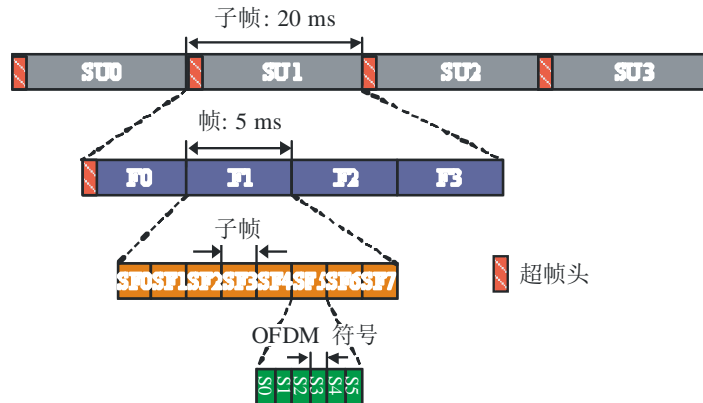 子帧: 20 ms
SU0 SU1 SU2 SU3
帧: 5 ms
F0 F1 F2 F3
子帧
SF0 SF1 SF2 SF3 SF4 SF5 SF6 SF7
超帧头
OFDM 符号
S0 S1 S2 S3 S4 S5